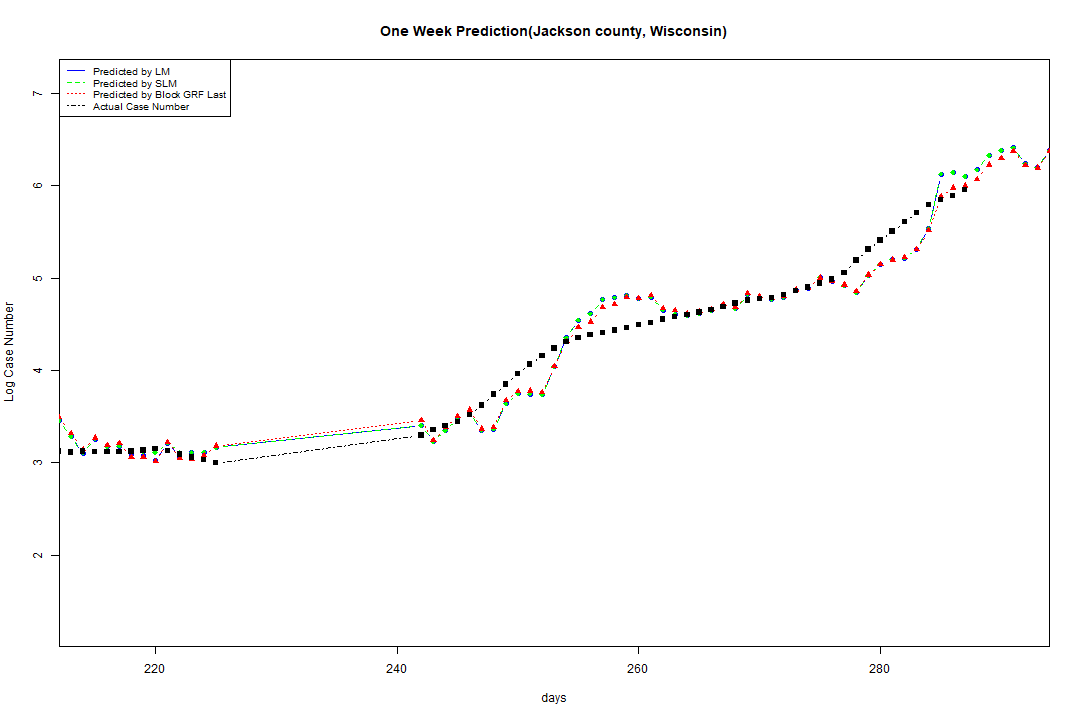 One Week Prediction(Jackson county, Wisconsin)
Predicted by LM
Predicted by SLM
Predicted by Block GRF Last
Actual Case Number
7
6
5
4
3
2
Log Case Number
220 240 260 280
days